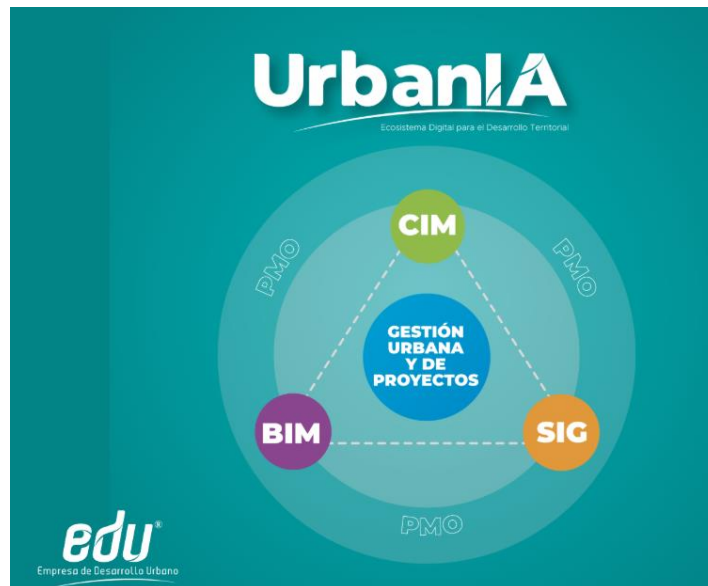 UrbanIA
Ecosistema Digital para el Desarrollo Territorial
CIM
PMO
PMO
GESTIÓN
URBANA
Y DE
PROYECTOS
BIM
SIG
PMO
edu®
Empresa de Desarrollo Urbano